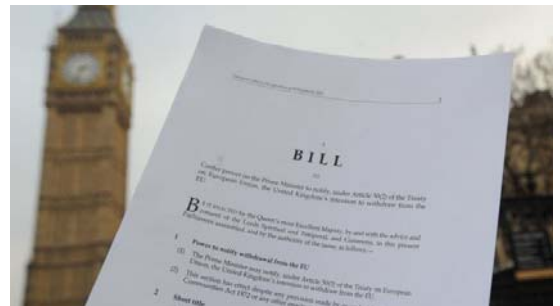 1
BILL
TO
Confer power on the Prime Minister to notify, under Article 50(2) of the Treaty
on European Union, the United Kingdom's intention to withdraw from the
EU.
BE IT ENACTED by the Queen's most Excellent Majesty, by and with the advice and
consent of the Lords Spiritual and Temporal, and Commons, in this present
Parliament assembled, and by the authority of the same, as follows:—
1 Power to notify withdrawal from the EU
(1) The Prime Minister may notify, under Article 50(2) of the Treaty on European
Union, the United Kingdom's intention to withdraw from the EU.
(2) This section has effect despite any provision made by
Communities Act 1972 or any other
2 Short title